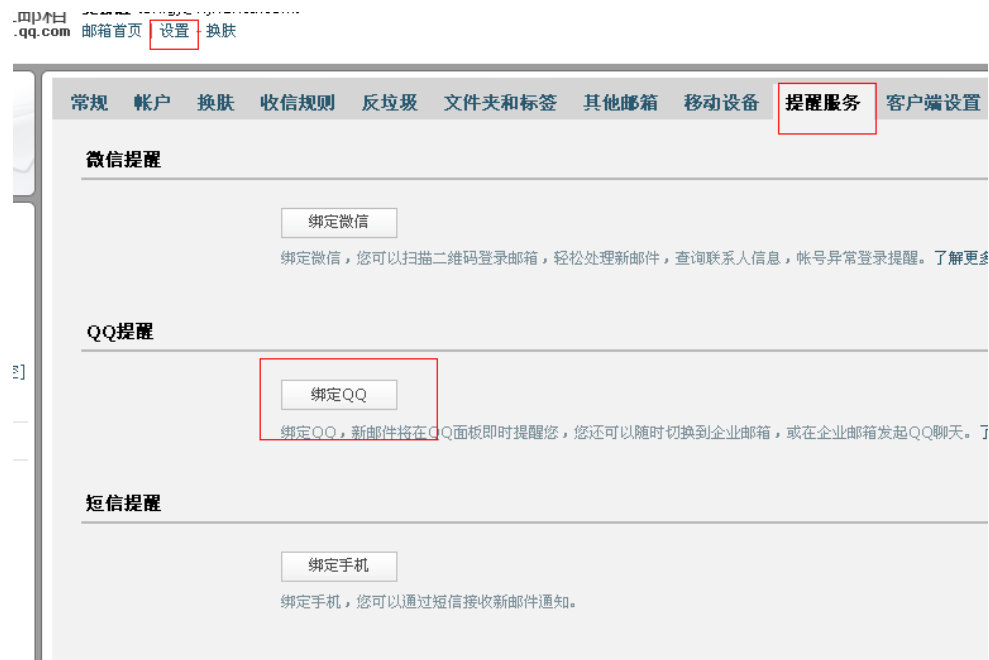 .qq.com 邮箱首页 | 设置 - 换肤
常规 帐户 换肤 收信规则 反垃圾 文件夹和标签 其他邮箱 移动设备 提醒服务 客户端设置
微信提醒
绑定微信
绑定微信，您可以扫描二维码登录邮箱，轻松处理新邮件，查询联系人信息，帐号异常登录提醒。了解更多
QQ提醒
绑定QQ
绑定QQ，新邮件将在QQ面板即时提醒您，您还可以随时切换到企业邮箱，或在企业邮箱发起QQ聊天。了
短信提醒
绑定手机
绑定手机，您可以通过短信接收新邮件通知。